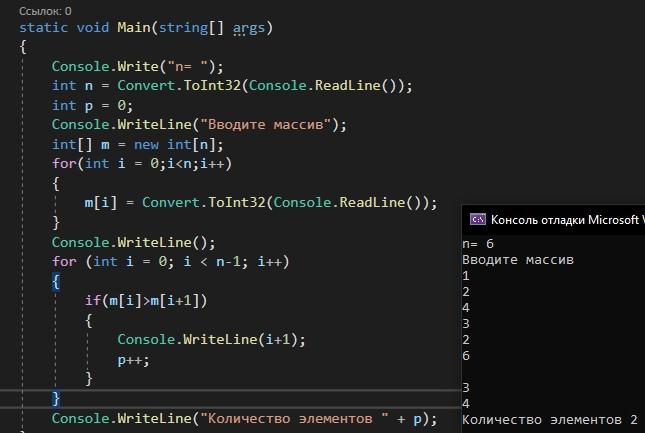 Ссылок: 0
static void Main(string[] args)
{
Console.Write("n= ");
int n = Convert.ToInt32(Console.ReadLine());
int p = 0;
Console.WriteLine("Вводите массив");
int[] m = new int[n];
for(int i = 0;i<n;i++)
{
m[i] = Convert.ToInt32(Console.ReadLine());
}
Console.WriteLine();
for (int i = 0; i < n-1; i++)
{
if(m[i]>m[i+1])
{
Console.WriteLine(i+1);
p++;
}
}
Console.WriteLine("Количество элементов " + p);
Консоль отладки Microsoft V
n= 6
Вводите массив
1
2
4
3
2
6
3
4
Количество элементов 2